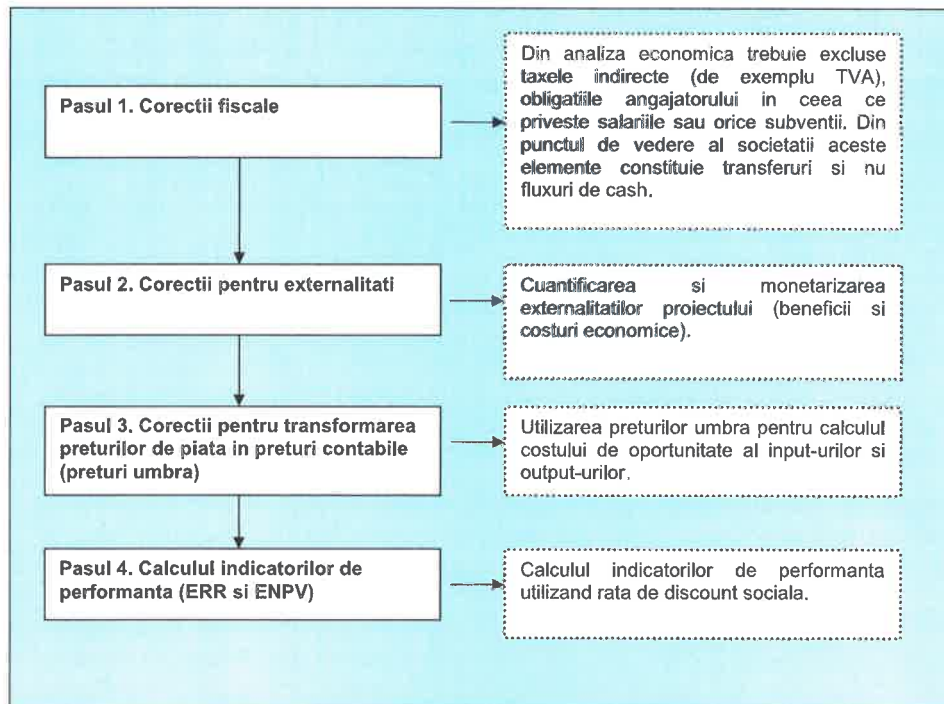 Pasul 1. Corectii fiscale
Din analiza economica trebuie excluse
taxele indirecte (de exemplu TVA),
obligatiile angajatorului in ceea ce
priveste salariile sau orice subventii. Din
punctul de vedere al societatii aceste
elemente constituie transferuri si nu
fluxuri de cash.
Pasul 2. Corectii pentru externalitati
Cuantificarea si monetarizarea
externalitatilor proiectului (beneficii si
costuri economice).
Pasul 3. Corectii pentru transformarea
preturilor de piata in preturi contabile
(preturi umbra)
Utilizarea preturilor umbra pentru calculul
costului de oportunitate al input-urilor si
output-urilor.
Pasul 4. Calculul indicatorilor de
performanta (ERR si ENPV)
Calculul indicatorilor de performanta
utilizand rata de discount sociala.